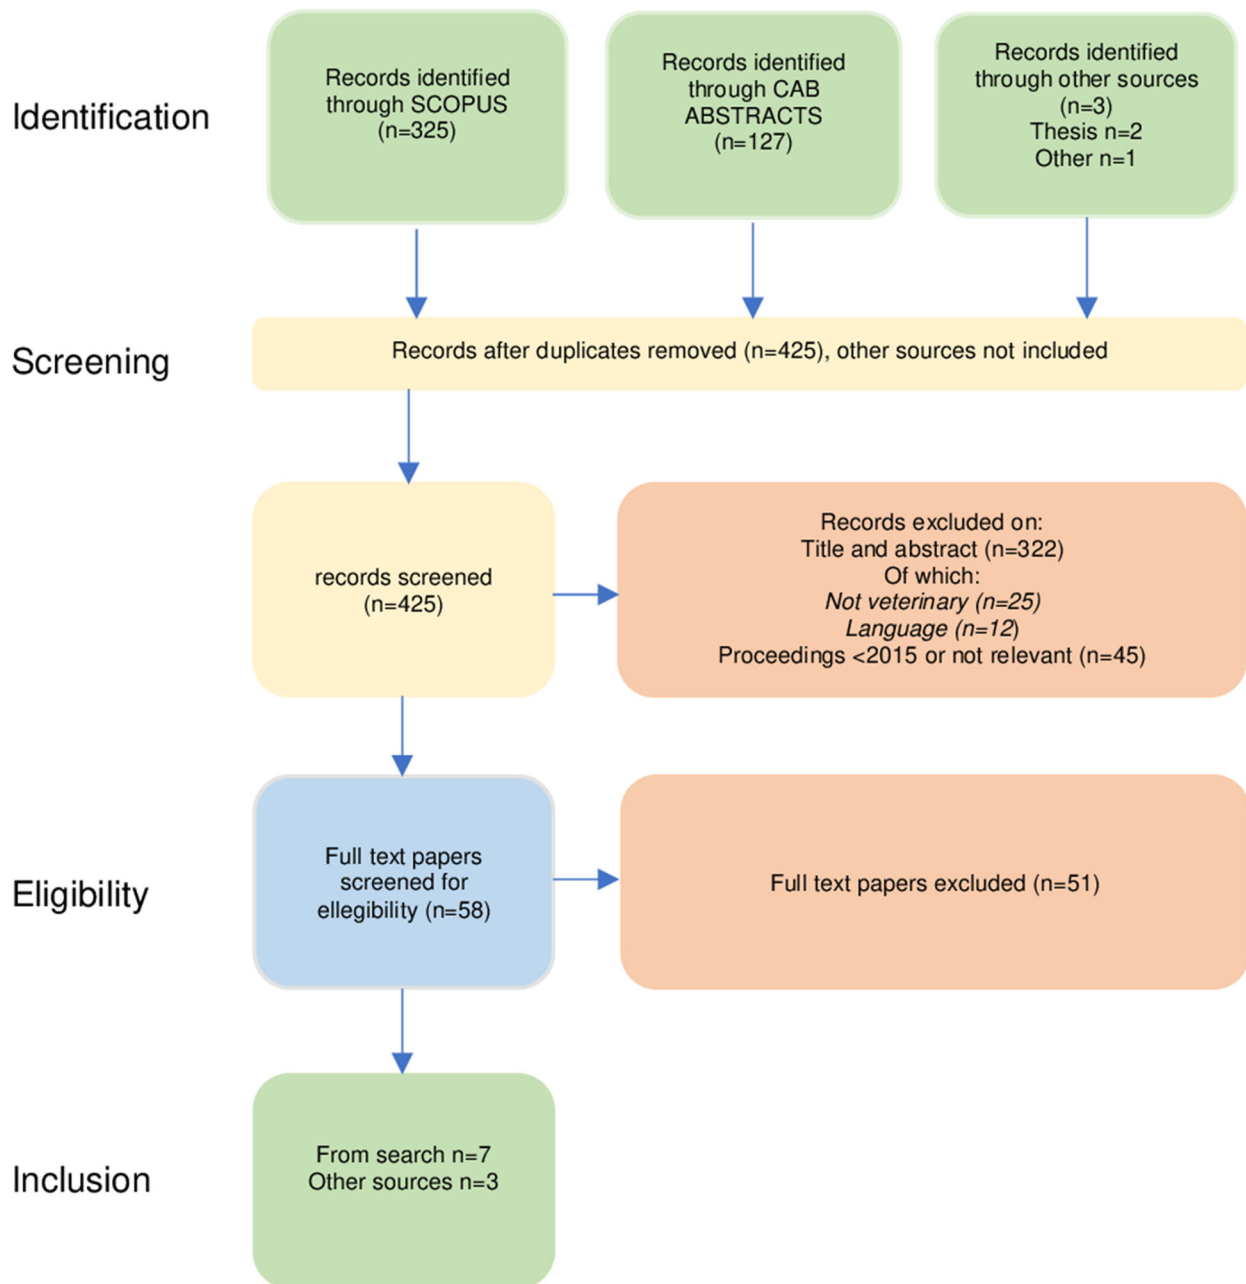 Identification
Records identified
through SCOPUS
(n=325)
Records identified
through CAB
ABSTRACTS
(n=127)
Records identified
through other sources
(n=3)
Thesis n=2
Other n=1
Screening
Records after duplicates removed (n=425), other sources not included
records screened
(n=425)
Records excluded on:
Title and abstract (n=322)
Of which:
Not veterinary (n=25)
Language (n=12)
Proceedings <2015 or not relevant (n=45)
Eligibility
Full text papers
screened for
ellegibility (n=58)
Full text papers excluded (n=51)
Inclusion
From search n=7
Other sources n=3